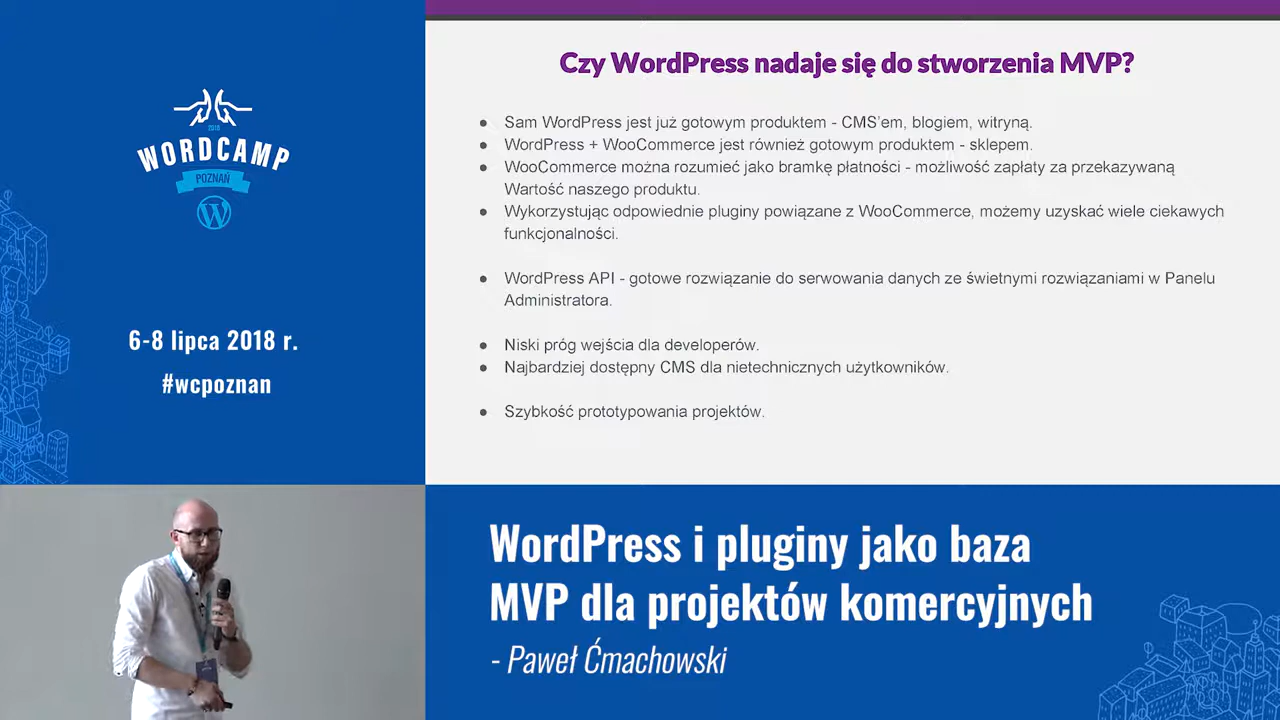 2018
WORDCAMP
POZNAŃ
6-8 lipca 2018 r.
#wcpoznan
Czy WordPress nadaje się do stworzenia MVP?
● Sam WordPress jest już gotowym produktem - CMS'em, blogiem, witryną.
● WordPress + WooCommerce jest również gotowym produktem - sklepem.
● WooCommerce można rozumieć jako bramkę płatności - możliwość zapłaty za przekazywaną
Wartość naszego produktu.
● Wykorzystując odpowiednie pluginy powiązane z WooCommerce, możemy uzyskać wiele ciekawych
funkcjonalności.
● WordPress API - gotowe rozwiązanie do serwowania danych ze świetnymi rozwiązaniami w Panelu
Administratora.
● Niski próg wejścia dla developerów.
● Najbardziej dostępny CMS dla nietechnicznych użytkowników.
● Szybkość prototypowania projektów.
WordPress i pluginy jako baza
MVP dla projektów komercyjnych
- Paweł Ćmachowski